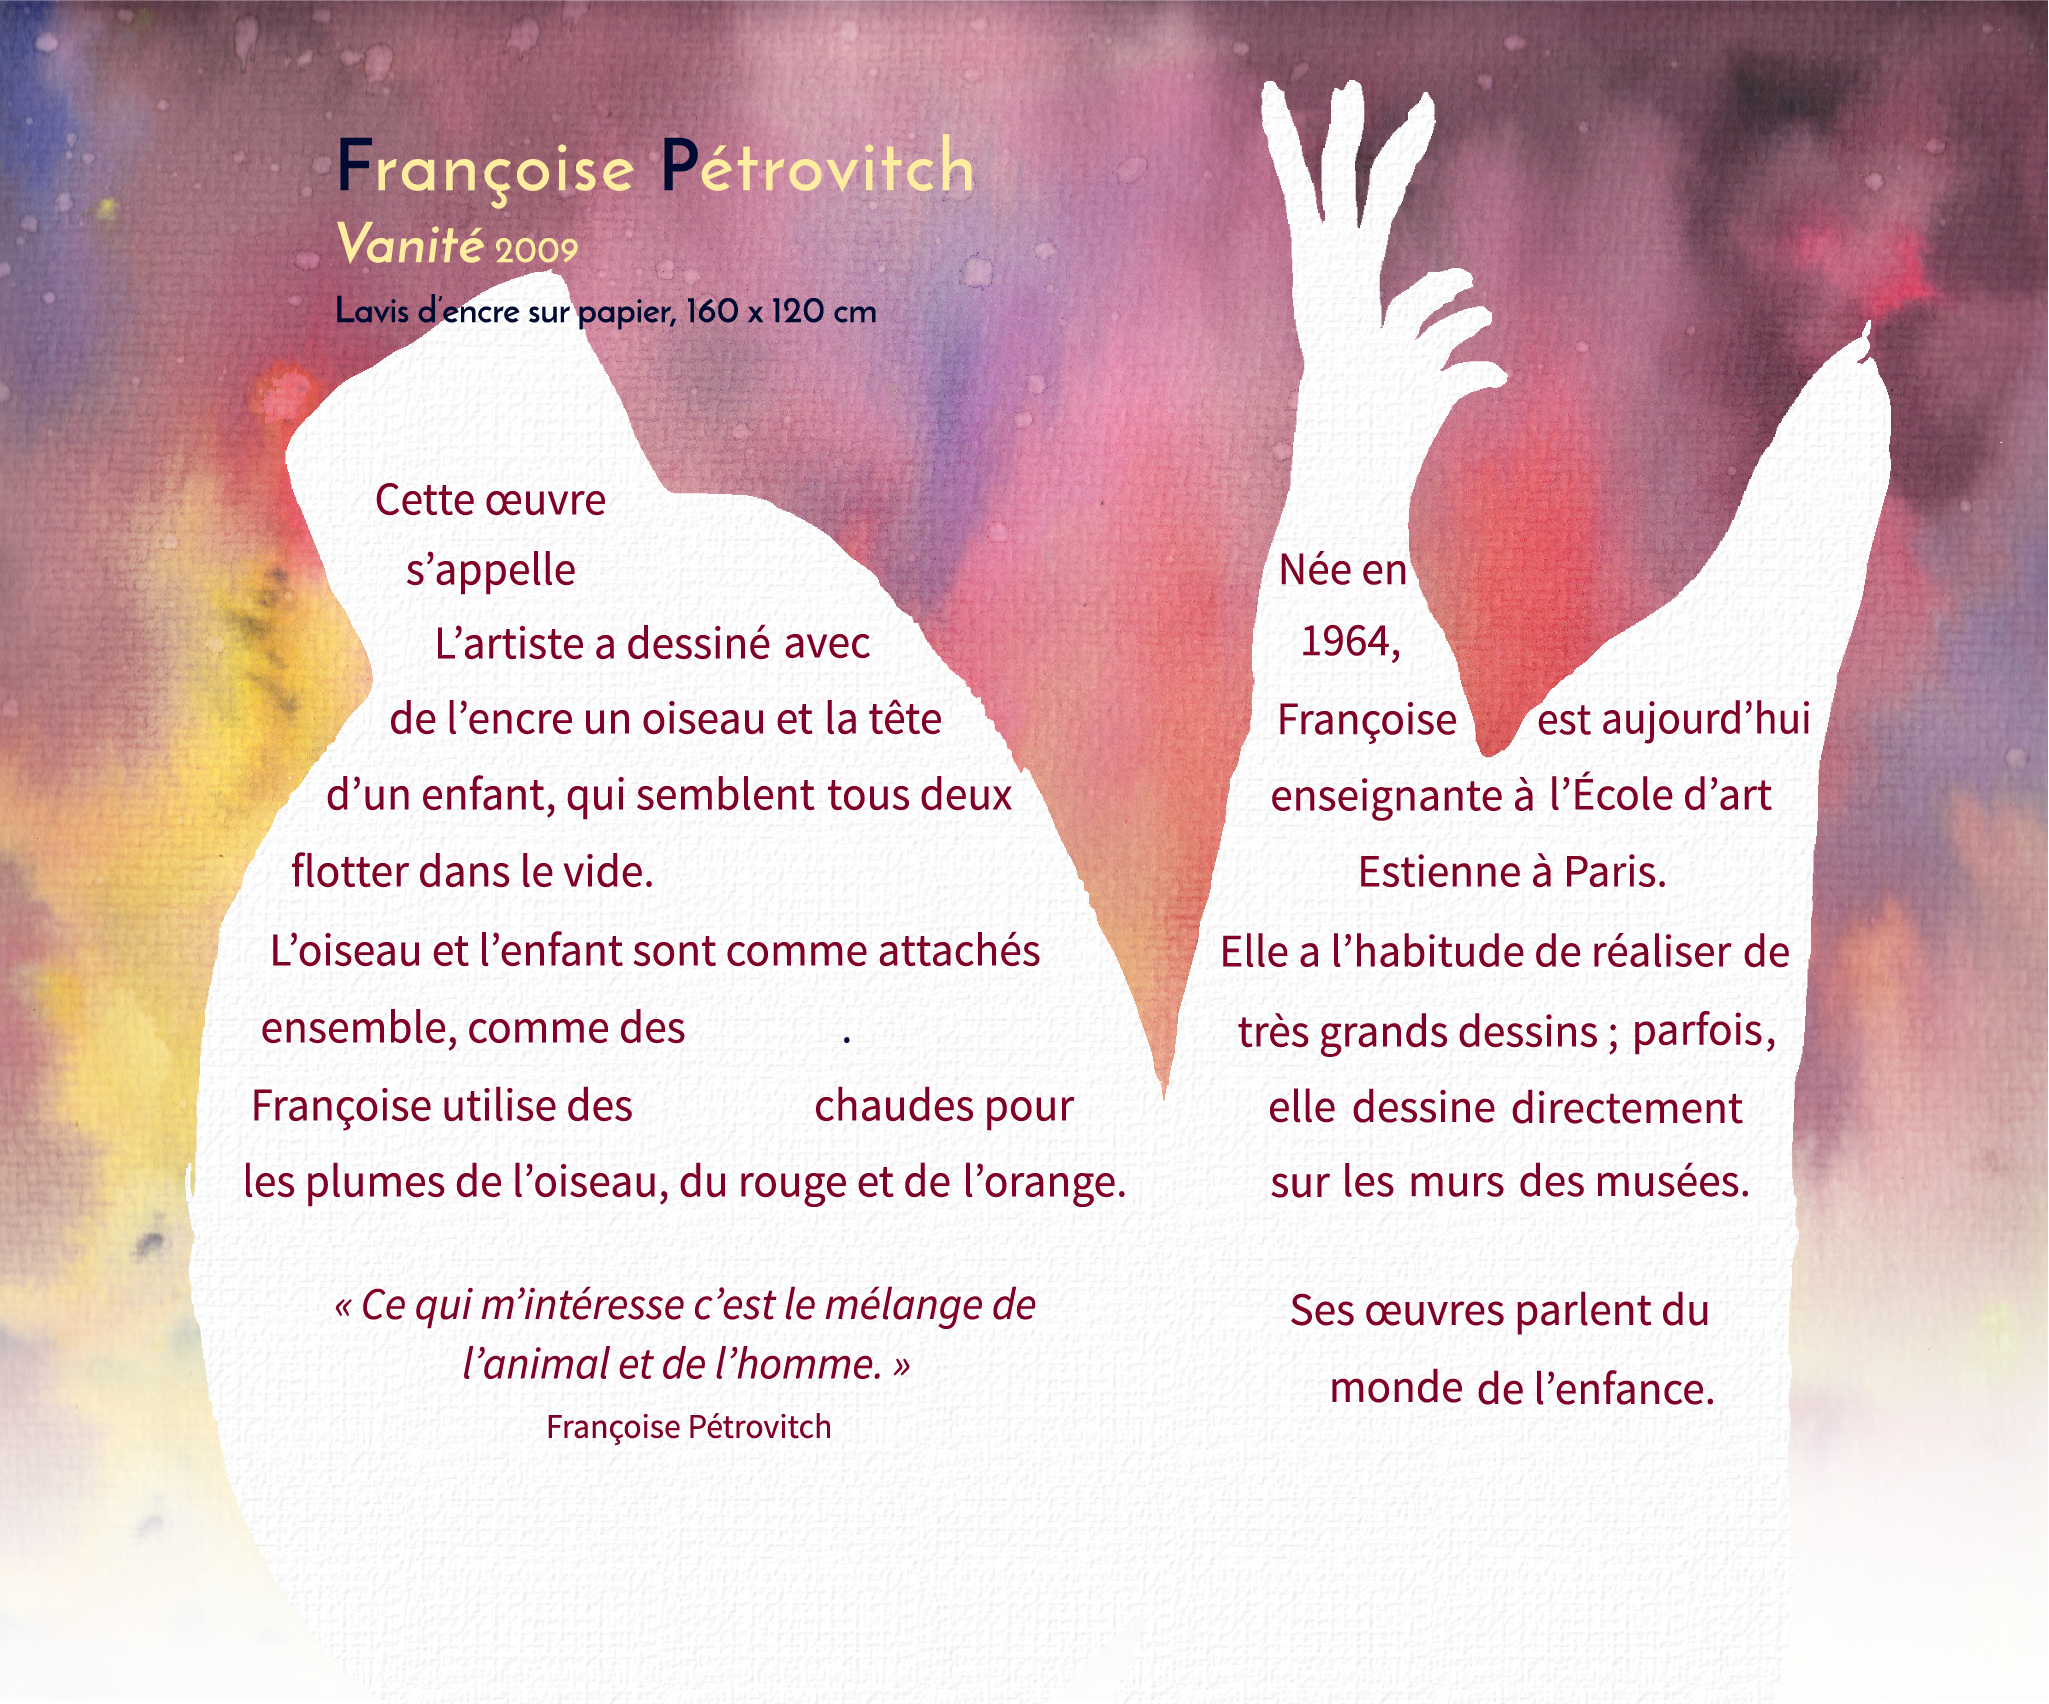 Françoise Pétrovitch
Vanité 2009
Lavis d’encre sur papier, 160 x 120 cm
Cette œuvre
s’appelle
L’artiste a dessiné avec
de l’encre un oiseau et la tête
d’un enfant, qui semblent tous deux
flotter dans le vide.
L’oiseau et l’enfant sont comme attachés
ensemble, comme des .
Françoise utilise des chaudes pour
les plumes de l’oiseau, du rouge et de l’orange.
« Ce qui m’intéresse c’est le mélange de
l’animal et de l’homme. »
Françoise Pétrovitch
Née en
1964,
Françoise est aujourd’hui
enseignante à l’École d’art
Estienne à Paris.
Elle a l’habitude de réaliser de
très grands dessins ; parfois,
elle dessine directement
sur les murs des musées.
Ses œuvres parlent du
monde de l’enfance.